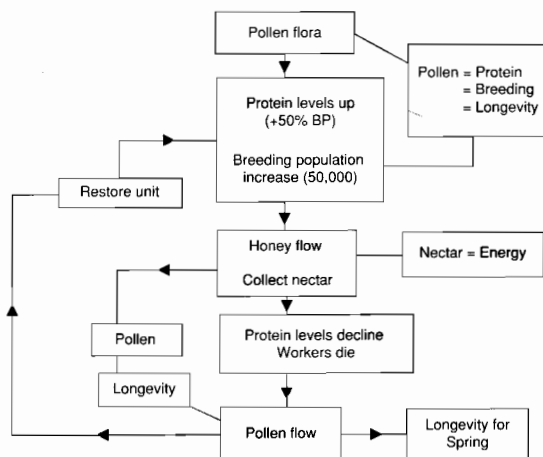 Pollen flora
Pollen = Protein
= Breeding
= Longevity
Protein levels up
(+50% BP)
Breeding population
increase (50,000)
Restore unit
Honey flow
Collect nectar
Nectar = Energy
Pollen
Protein levels decline
Workers die
Longevity
Pollen flow
Longevity for
Spring